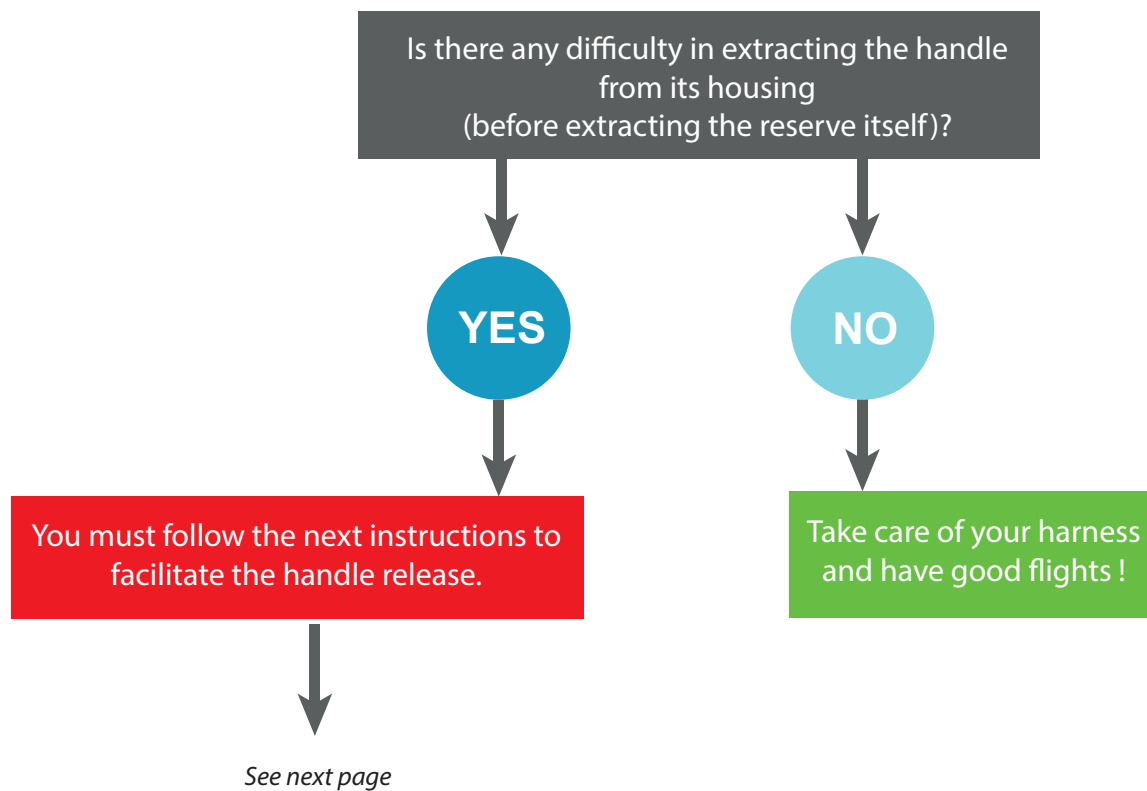 Is there any difficulty in extracting the handle
from its housing
(before extracting the reserve itself)?
YES
NO
You must follow the next instructions to
facilitate the handle release.
Take care of your harness
and have good flights !
See next page